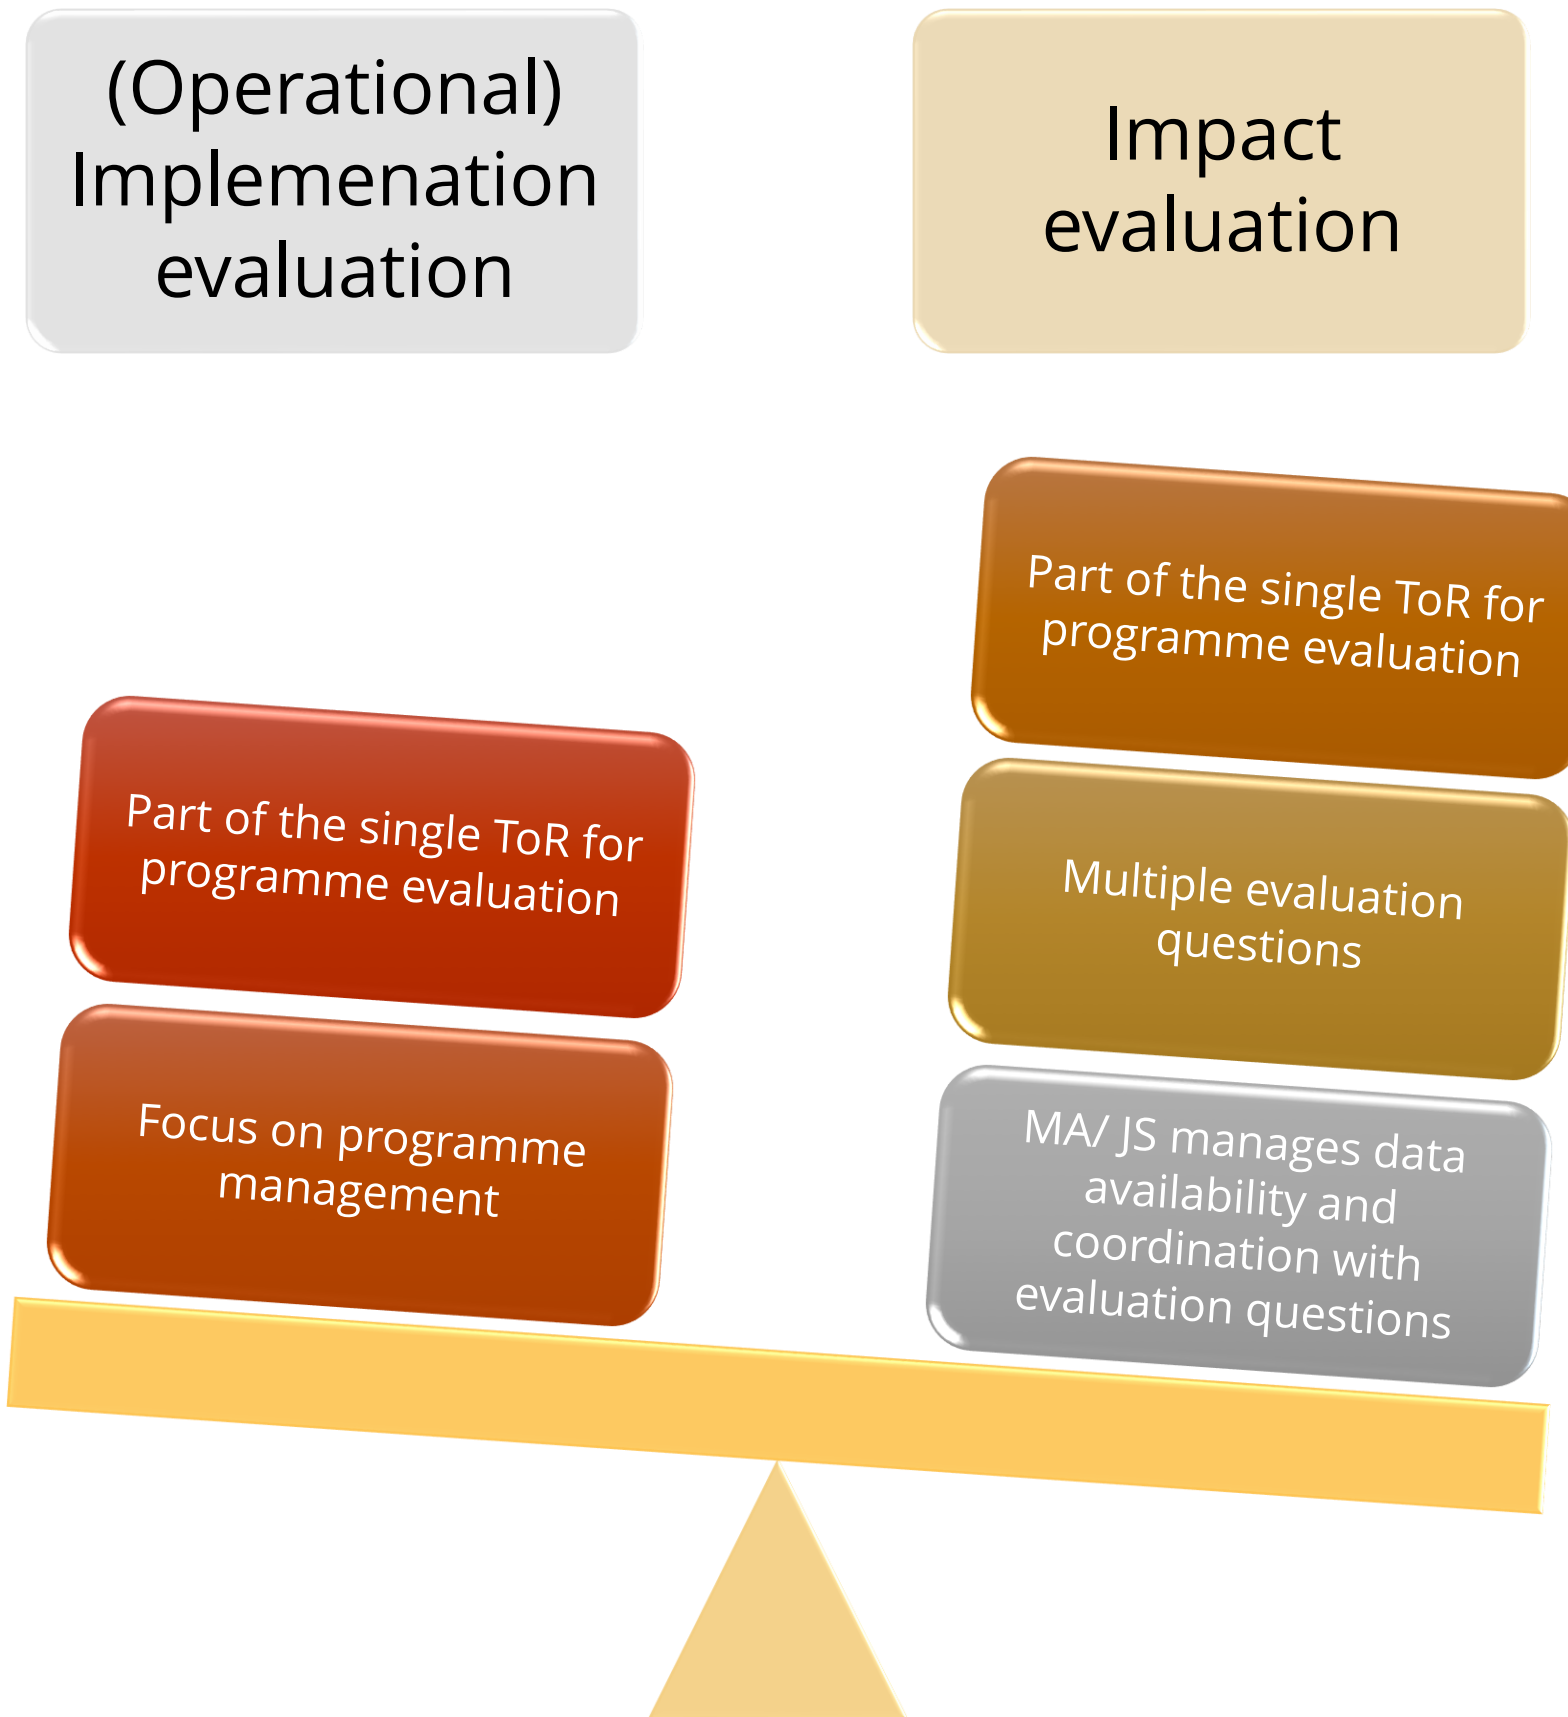 (Operational)
Implemenation
evaluation
Impact
evaluation
Part of the single ToR for
programme evaluation
Focus on programme
management
Part of the single ToR for
programme evaluation
Multiple evaluation
questions
MA/ JS manages data
availability and
coordination with
evaluation questions